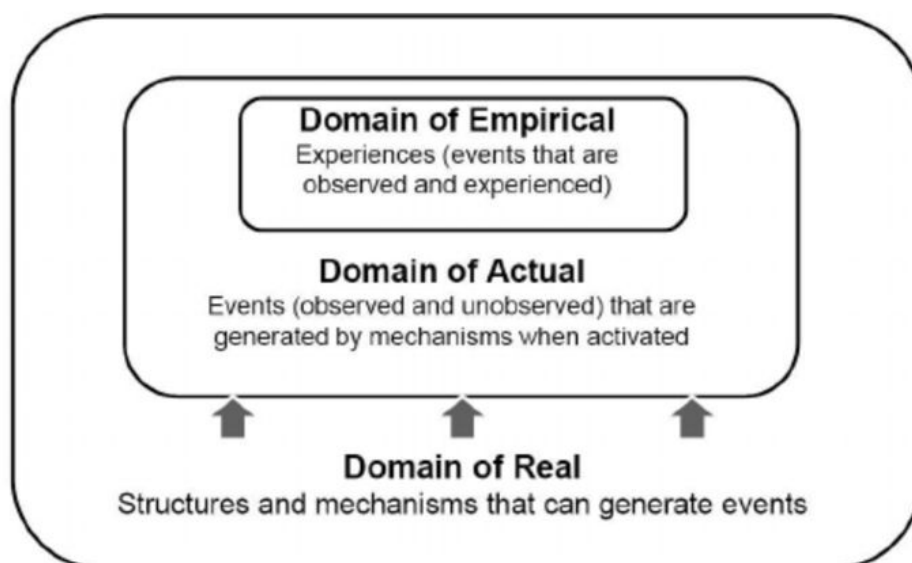 Domain of Empirical
Experiences (events that are
observed and experienced)
Domain of Actual
Events (observed and unobserved) that are
generated by mechanisms when activated
Domain of Real
Structures and mechanisms that can generate events